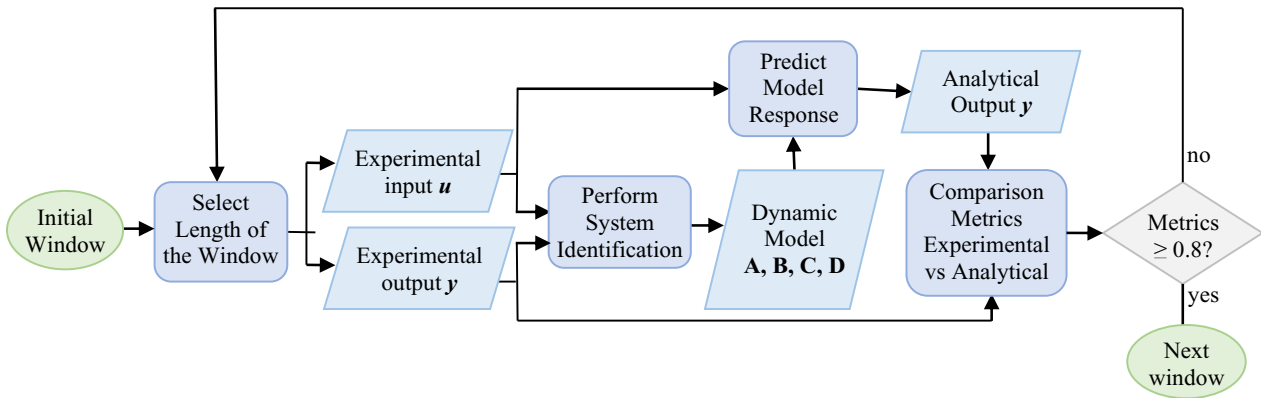 Initial
Window
Select
Length of
the Window
Experimental
input u
Experimental
output y
Perform
System
Identification
Dynamic
Model
A, B, C, D
Predict
Model
Response
Analytical
Output y
Comparison
Metrics
Experimental
vs Analytical
Metrics
≥ 0.8?
no
yes
Next
window